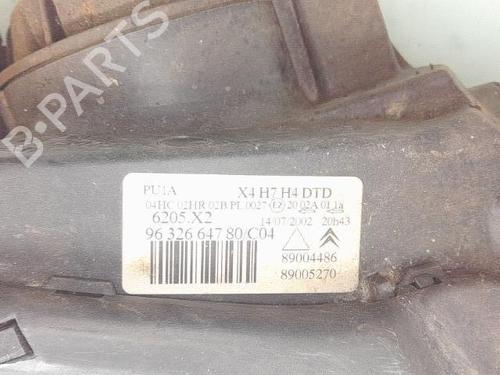 B-PARTS
PU1A X4 H7 H4 DTD
04HC 02HR 02B PL 0027 E2 20 02A 01 1a
6205.X2 14/07/2002 20h43
96 326 647 80/C04
89004486
89005270